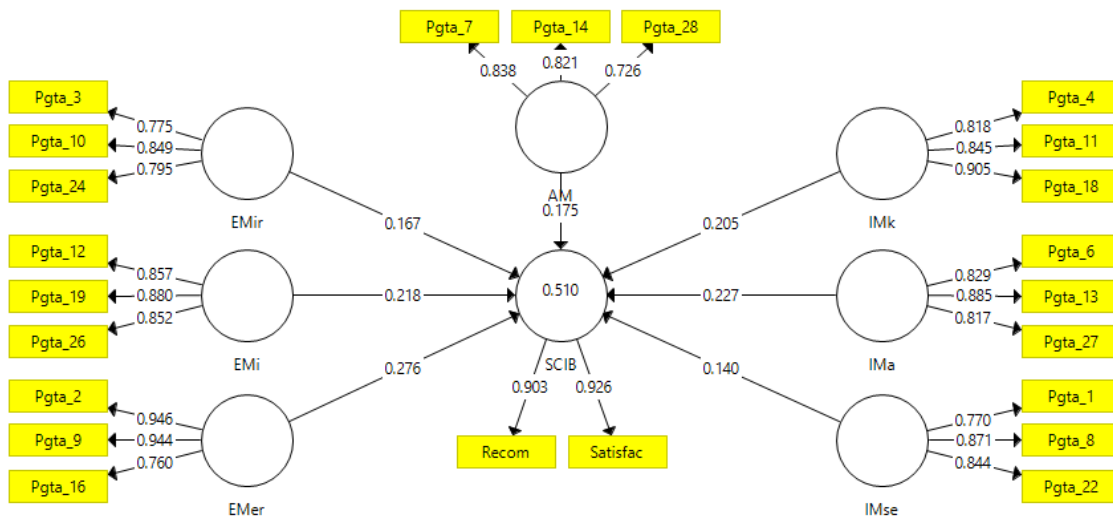 Pgta_7
Pgta_14
Pgta_28
0.838
0.821
0.726
AM
0.175
Pgta_3
Pgta_10
Pgta_24
0.775
0.849
0.795
EMir
0.167
Pgta_4
Pgta_11
Pgta_18
0.818
0.845
0.905
IMk
0.205
Pgta_12
Pgta_19
Pgta_26
0.857
0.880
0.852
EMi
0.218
0.510
SCIB
Pgta_6
Pgta_13
Pgta_27
0.829
0.885
0.817
IMa
0.227
Pgta_2
Pgta_9
Pgta_16
0.946
0.944
0.760
EMer
0.276
0.903
0.926
Recom
Satisfac
Pgta_1
Pgta_8
Pgta_22
0.770
0.871
0.844
IMse
0.140